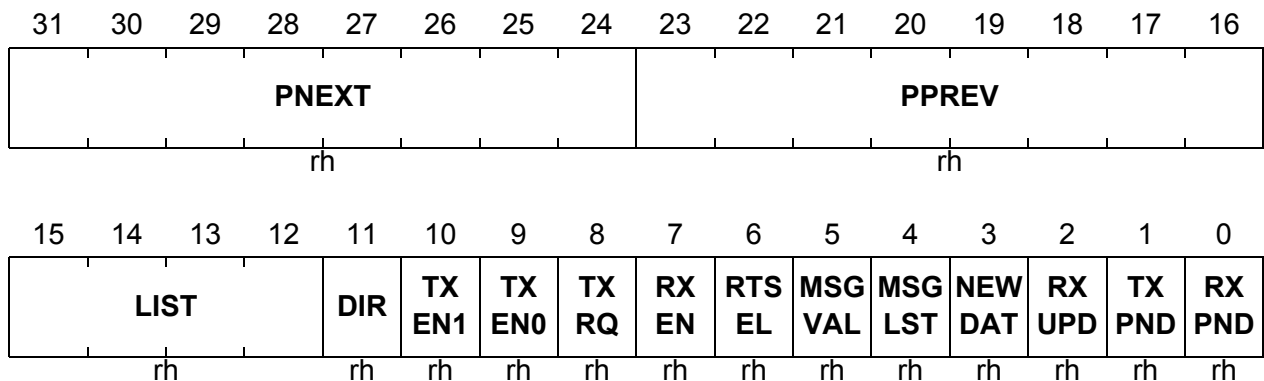 31 30 29 28 27 26 25 24 23 22 21 20 19 18 17 16
PNEXT PPREV
rh rh
15 14 13 12 11 10 9 8 7 6 5 4 3 2 1 0
LIST DIR TX EN1 TX EN0 TX RQ RX EN RTS EL MSG VAL MSG LST NEW DAT RX UPD TX PND RX PND
rh rh rh rh rh rh rh rh rh rh rh rh rh